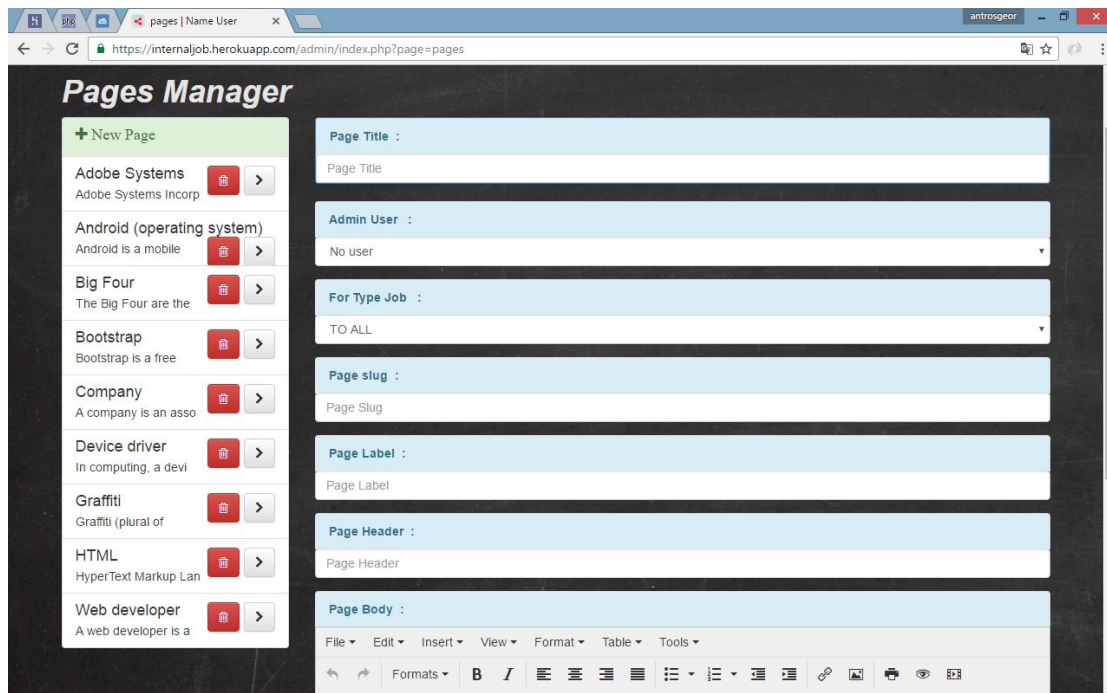 php
pages | Name User
antrosgeor
https://internaljob.herokuapp.com/admin/index.php?page=pages
Pages Manager
New Page
Adobe Systems
Adobe Systems Incorp
Android (operating system)
Android is a mobile
Big Four
The Big Four are the
Bootstrap
Bootstrap is a free
Company
A company is an asso
Device driver
In computing, a devi
Graffiti
Graffiti (plural of
HTML
HyperText Markup Lan
Web developer
A web developer is a
Page Title :
Page Title
Admin User :
No user
For Type Job :
TO ALL
Page slug :
Page Slug
Page Label :
Page Label
Page Header :
Page Header
Page Body :
File Edit Insert View Format Table Tools
Formats B I